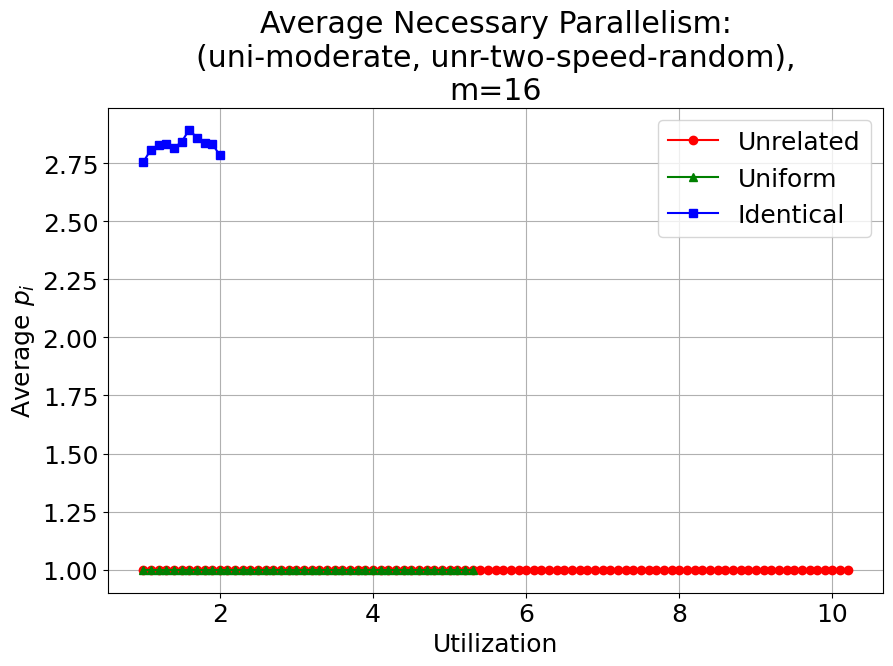 Average Necessary Parallelism:
(uni-moderate, unr-two-speed-random),
m=16
Unrelated
Uniform
Identical
2.75
2.50
2.25
2.00
1.75
1.50
1.25
1.00
Average $p_i$
2
4
6
8
10
Utilization